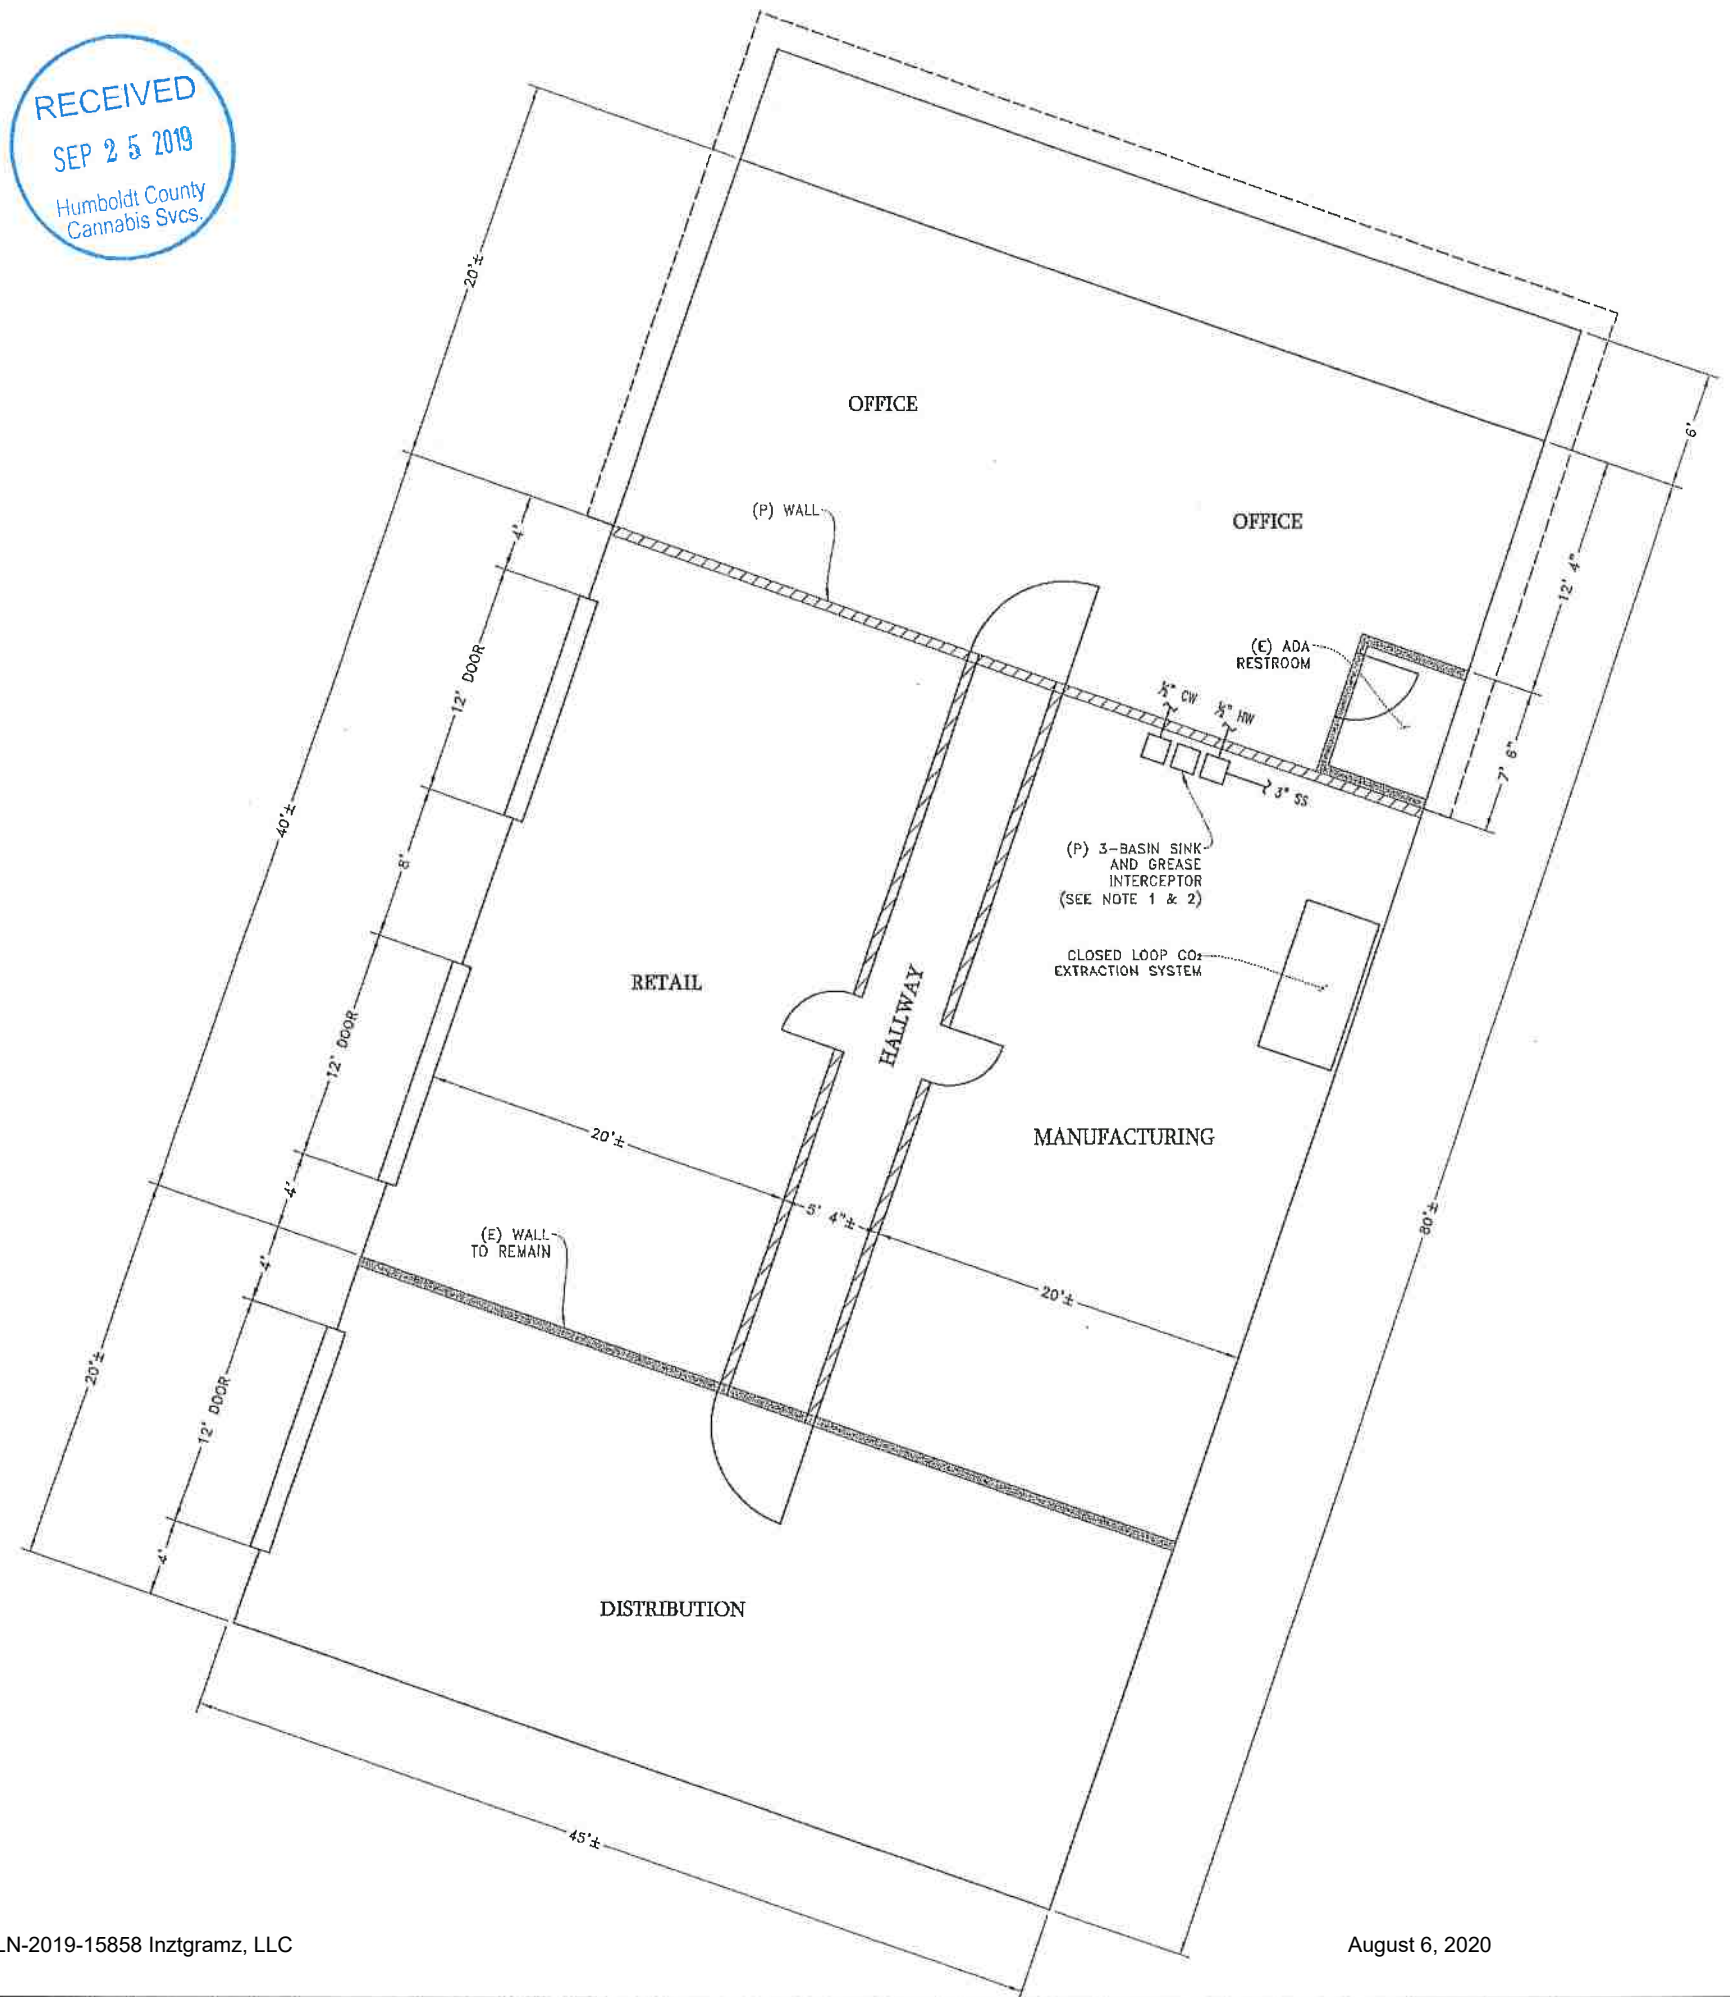 RECEIVED
SEP 25 2019
Humboldt County
Cannabis Svcs.
20'±
6'
OFFICE
(P) WALL
OFFICE
4'
12' 4"
12' DOOR
(E) ADA
RESTROOM
½" CW
½" HW
7' 6"
3" SS
40'±
8'
(P) 3-BASIN SINK
AND GREASE
INTERCEPTOR
(SEE NOTE 1 & 2)
CLOSED LOOP CO₂
EXTRACTION SYSTEM
RETAIL
HALLWAY
12' DOOR
20'±
MANUFACTURING
4'
5' 4"±
80'±
(E) WALL
TO REMAIN
4'
20'±
20'±
12' DOOR
4'
DISTRIBUTION
45'±
LN-2019-15858 Inztgramz, LLC
August 6, 2020